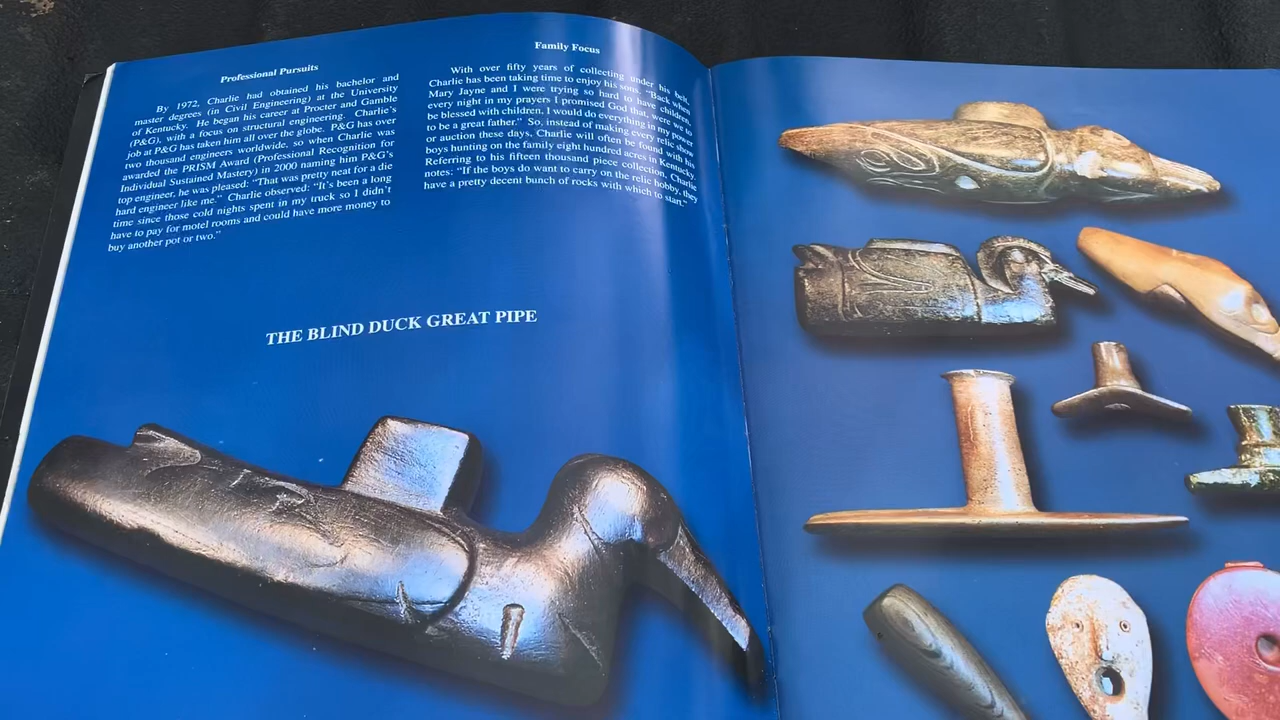 Professional Pursuits
By 1972, Charlie had obtained his bachelor and
master degrees (in Civil Engineering) at the University
of Kentucky. He began his career at Procter and Gamble
(P&G), with a focus on structural engineering. Charlie's
job at P&G has taken him all over the globe. P&G has over
two thousand engineers worldwide, so when Charlie was
awarded the PRISM Award (Professional Recognition for
Individual Sustained Mastery) in 2000 naming him P&G's
top engineer, he was pleased: "That was pretty neat for a die
hard engineer like me." Charlie observed: "It's been a long
time since those cold nights spent in my truck so I didn't
have to pay for motel rooms and could have more money to
buy another pot or two."
Family Focus
With over fifty years of collecting under his belt,
Charlie has been taking time to enjoy his sons. "Back when
Mary Jayne and I were trying so hard to have children,
every night in my prayers I promised God that, were we to
be blessed with children, I would do everything in my power
to be a great father." So, instead of making every relic show
or auction these days, Charlie will often be found with his
boys hunting on the family eight hundred acres in Kentucky.
Referring to his fifteen thousand piece collection, Charlie
notes: "If the boys do want to carry on the relic hobby, they
have a pretty decent bunch of rocks with which to start."
THE BLIND DUCK GREAT PIPE